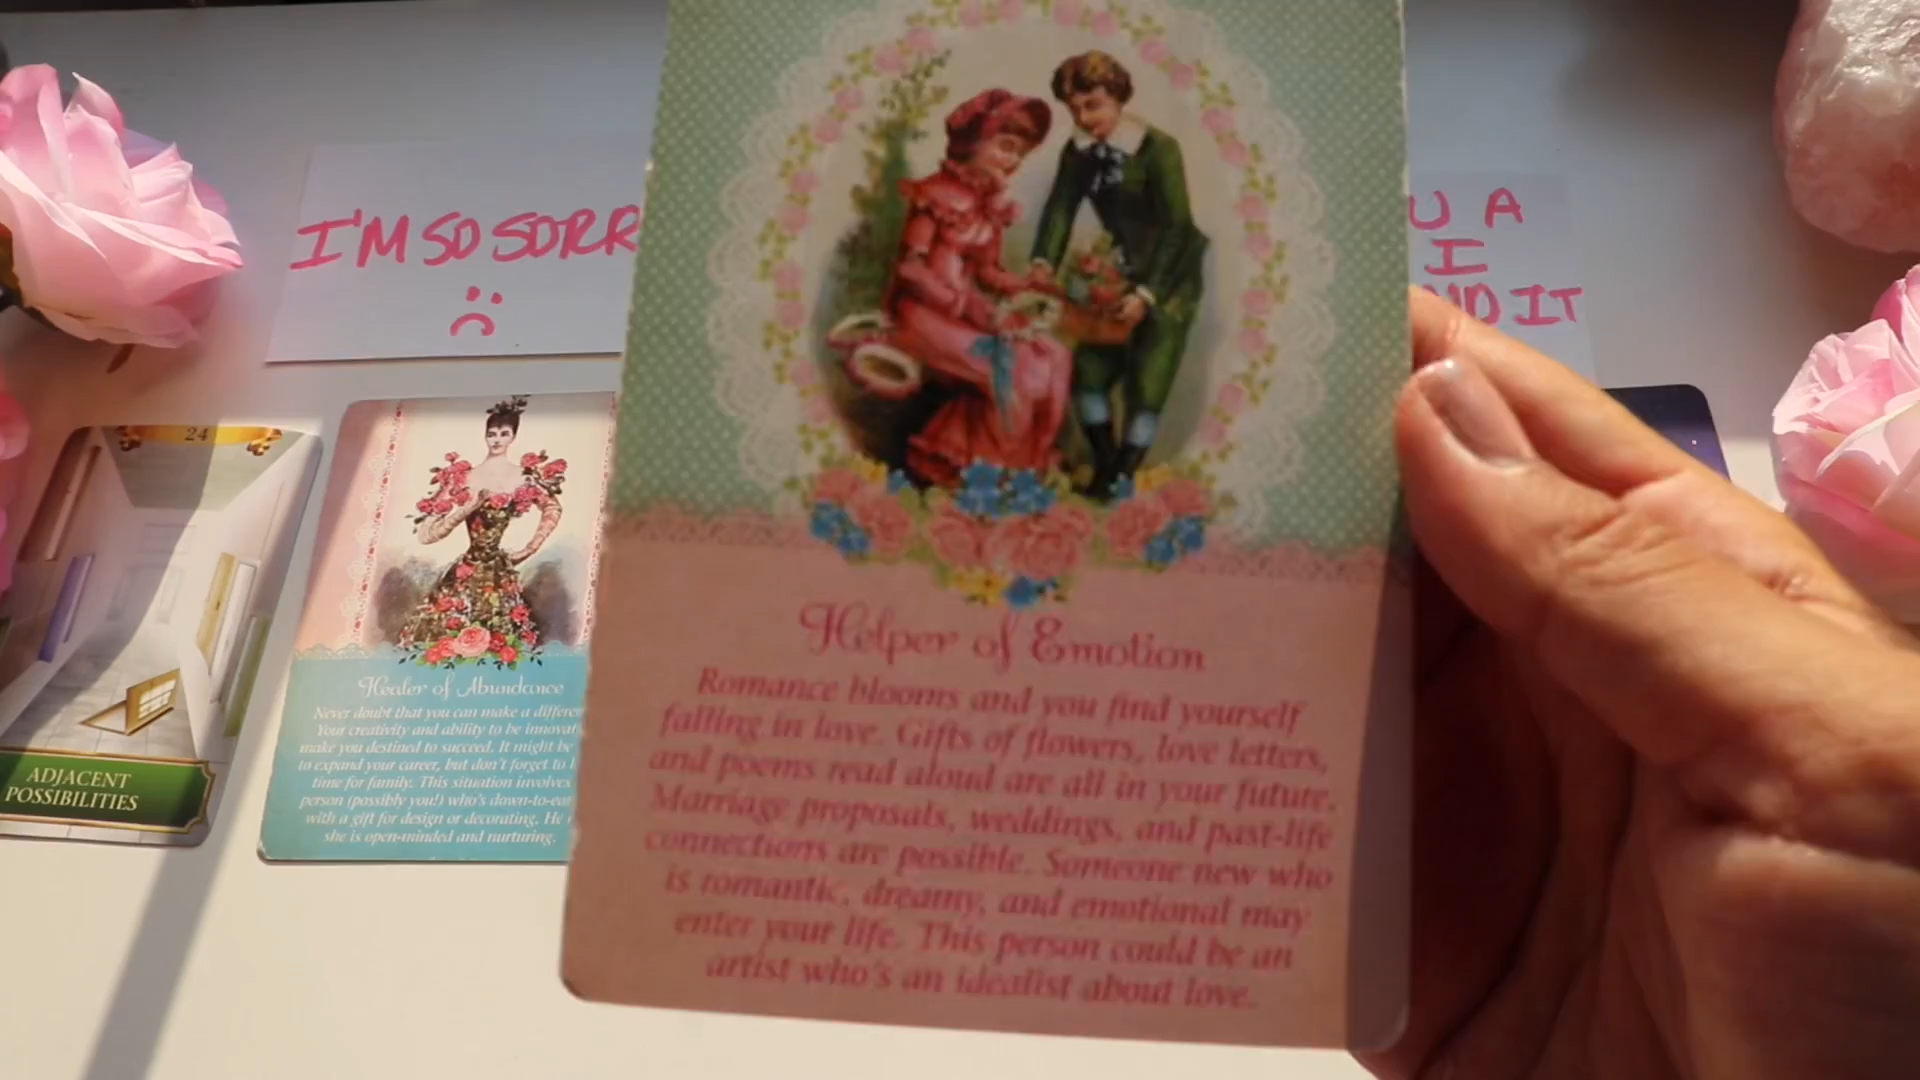 I'M SO SORR
U A
I
ND IT
24
ADJACENT
POSSIBILITIES
Healer of Abundance
Never doubt that you can make a differen
Your creativity and ability to be innovat
make you destined to succeed. It might be
to expand your career, but don't forget to
time for family. This situation involves
person (possibly you!) who's down-to-ear
with a gift for design or decorating. He
she is open-minded and nurturing.
Helper of Emotion
Romance blooms and you find yourself
falling in love. Gifts of flowers, love letters,
and poems read aloud are all in your future.
Marriage proposals, weddings, and past-life
connections are possible. Someone new who
is romantic, dreamy, and emotional may
enter your life. This person could be an
artist who's an idealist about love.